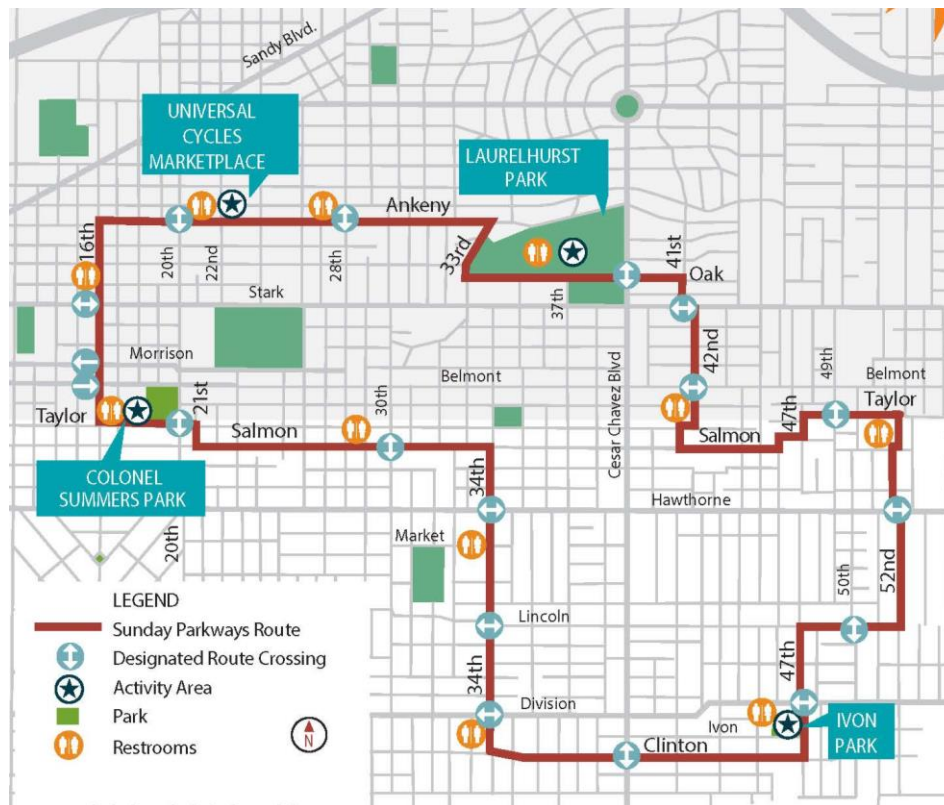 Sandy Blvd.
UNIVERSAL
CYCLES
MARKETPLACE
LAURELHURST
PARK
Ankeny
16th
20th
22nd
28th
33rd
41st
Oak
Stark
37th
42nd
Morrison
Belmont
49th
Belmont
Taylor
21st
30th
Cesar Chavez Blvd
47th
Taylor
Salmon
Salmon
COLONEL
SUMMERS PARK
34th
Hawthorne
20th
Market
50th
52nd
LEGEND
Sunday Parkways Route
Designated Route Crossing
Activity Area
Park
Restrooms
N
Lincoln
34th
47th
Division
Ivon
IVON
PARK
Clinton